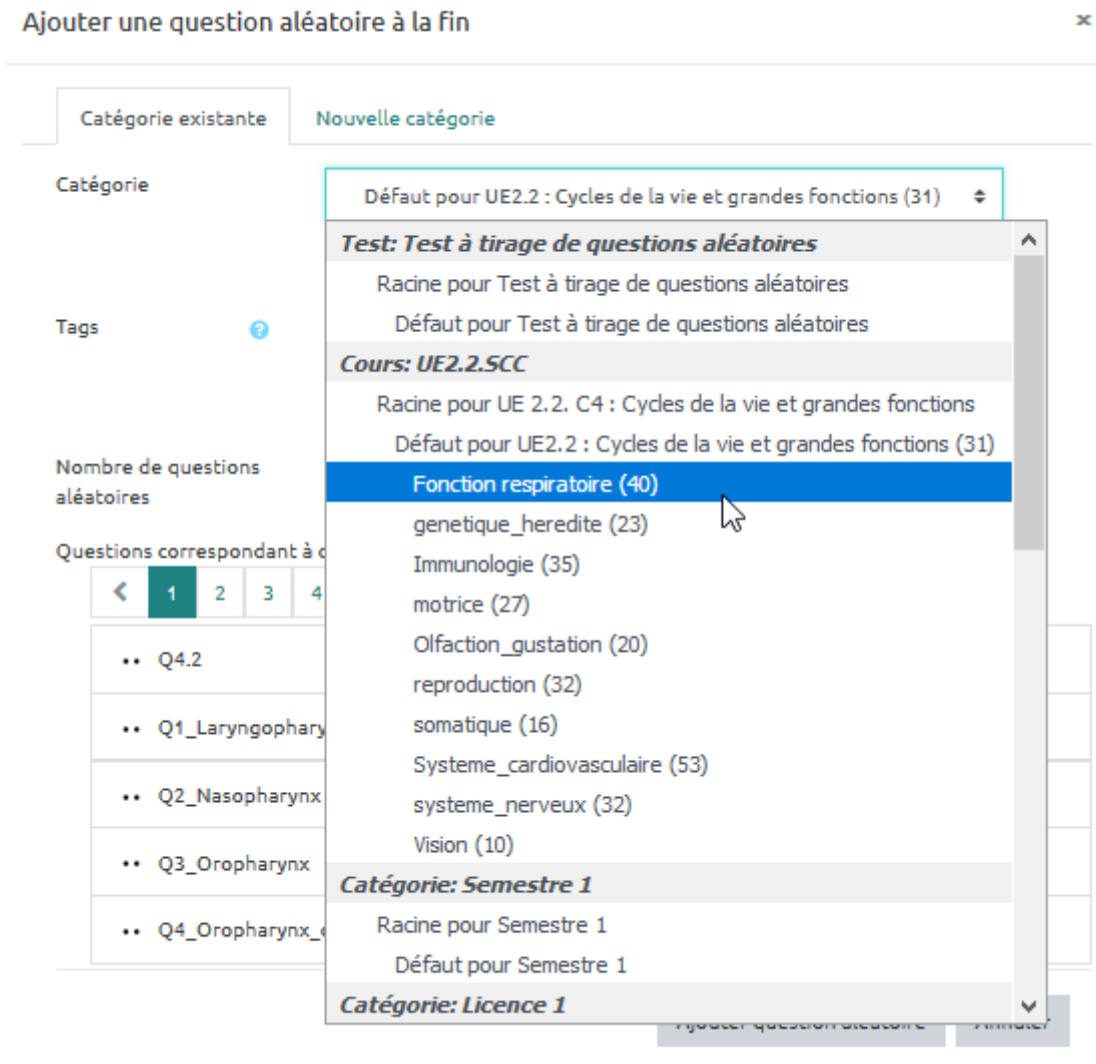 Ajouter une question aléatoire à la fin
Catégorie existante
Nouvelle catégorie
Catégorie
Défaut pour UE2.2 : Cycles de la vie et grandes fonctions (31)
Test: Test à tirage de questions aléatoires
Racine pour Test à tirage de questions aléatoires
Tags
Défaut pour Test à tirage de questions aléatoires
Cours: UE2.2.SCC
Racine pour UE 2.2. C4 : Cycles de la vie et grandes fonctions
Défaut pour UE2.2 : Cycles de la vie et grandes fonctions (31)
Nombre de questions
aléatoires
Fonction respiratoire (40)
genetique_heredite (23)
Questions correspondant à
Immunologie (35)
1 2 3 4
motrice (27)
Q4.2
Olfaction_gustation (20)
reproduction (32)
Q1_Laryngophary
somatique (16)
Systeme_cardiovasculaire (53)
Q2_Nasopharynx
systeme_nerveux (32)
Vision (10)
Q3_Oropharynx
Catégorie: Semestre 1
Racine pour Semestre 1
Q4_Oropharynx_
Défaut pour Semestre 1
Catégorie: Licence 1
Ajouter question aléatoire
Annuler